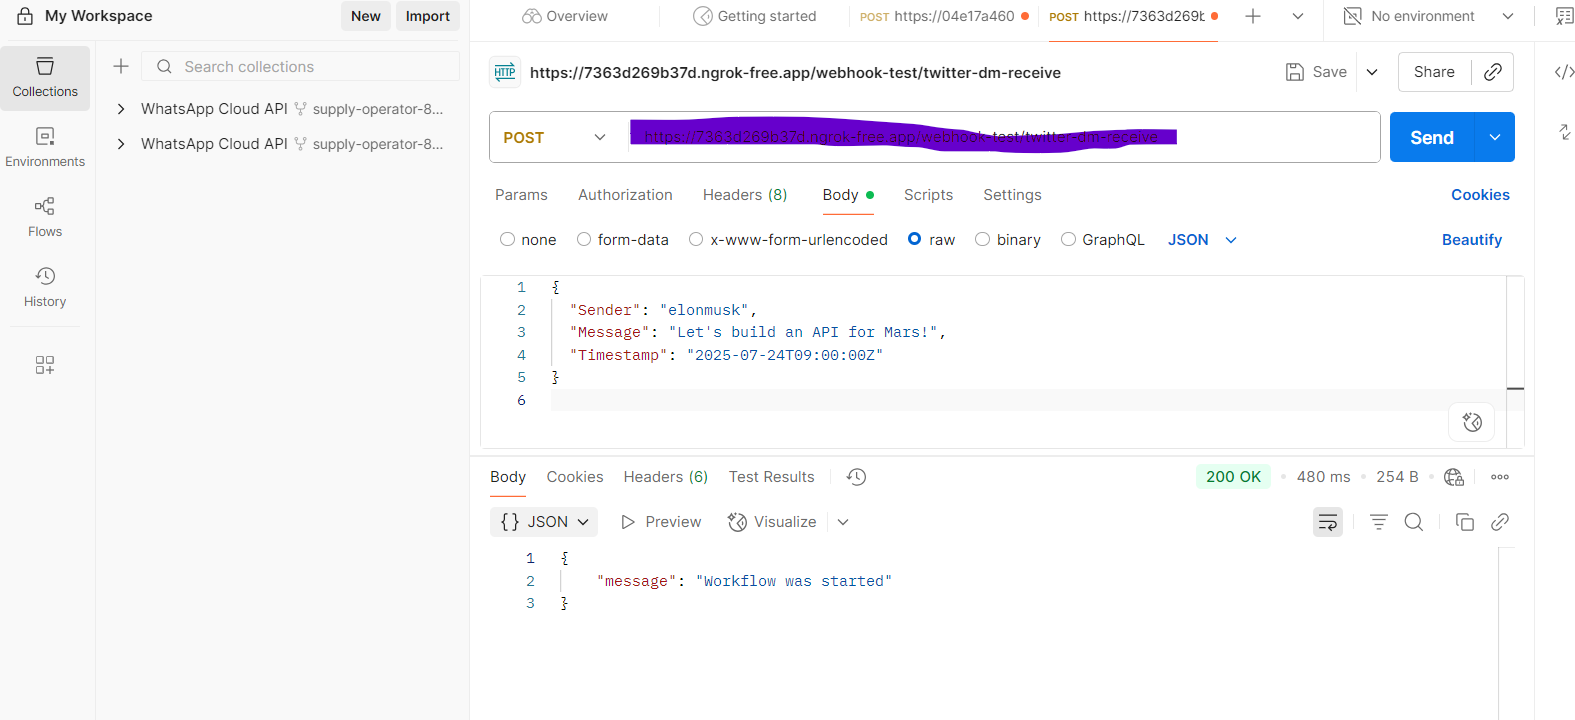 My Workspace
New
Import
Overview
Getting started
POST https://04e17a460
POST https://7363d269b
No environment
Collections
Environments
Flows
History
Search collections
WhatsApp Cloud API supply-operator-8...
WhatsApp Cloud API supply-operator-8...
HTTP
https://7363d269b37d.ngrok-free.app/webhook-test/twitter-dm-receive
Save
Share
POST
https://7363d269b37d.ngrok-free.app/webhook-test/twitter-dm-receive
Send
Params
Authorization
Headers (8)
Body
Scripts
Settings
Cookies
none
form-data
x-www-form-urlencoded
raw
binary
GraphQL
JSON
Beautify
1 {
2 "Sender": "elonmusk",
3 "Message": "Let's build an API for Mars!",
4 "Timestamp": "2025-07-24T09:00:00Z"
5 }
6
Body
Cookies
Headers (6)
Test Results
200 OK
480 ms
254 B
{} JSON
Preview
Visualize
1 {
2 "message": "Workflow was started"
3 }